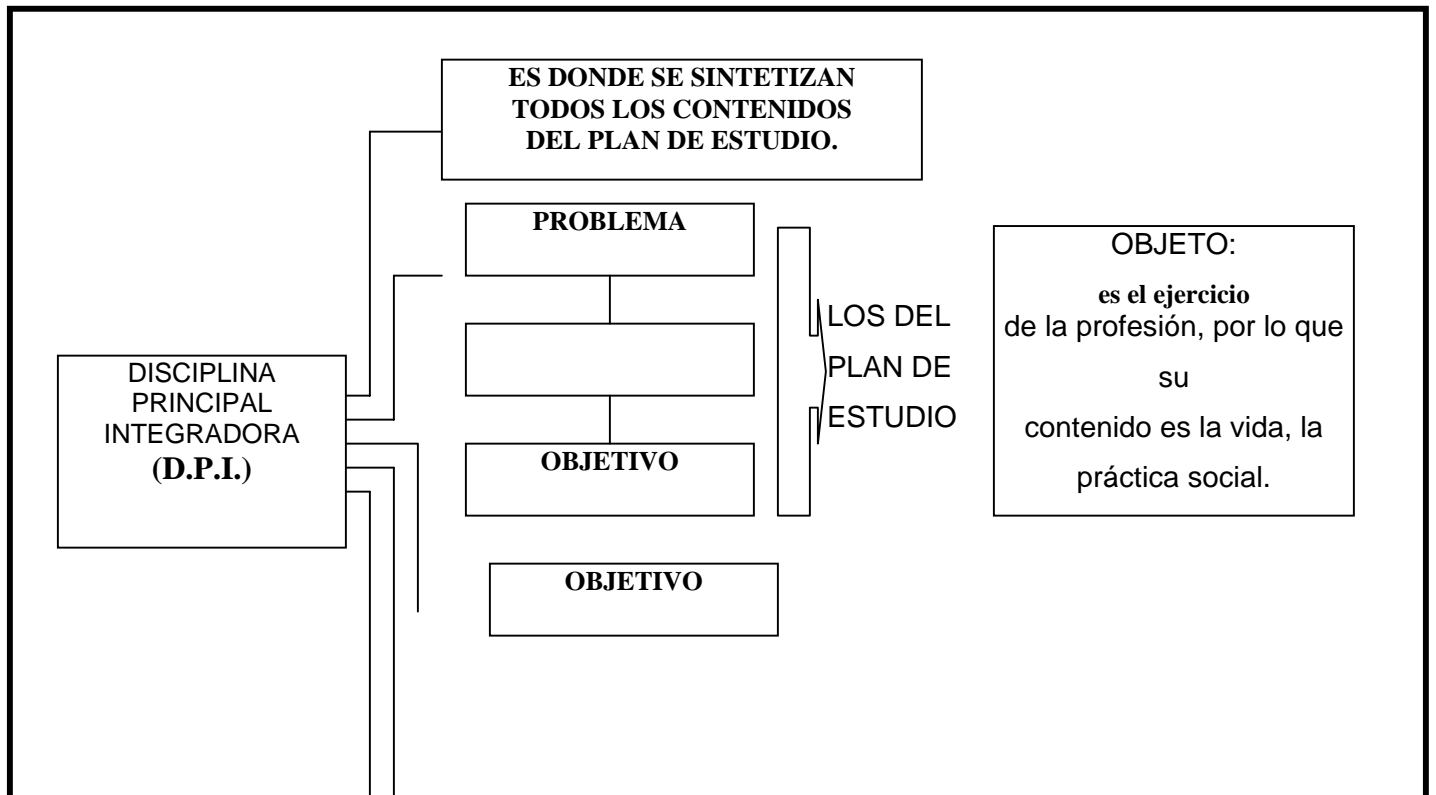 ES DONDE SE SINTETIZAN
TODOS LOS CONTENIDOS
DEL PLAN DE ESTUDIO.
PROBLEMA
OBJETIVO
OBJETIVO
LOS DEL
PLAN DE
ESTUDIO
OBJETO:
es el ejercicio
de la profesión, por lo que
su
contenido es la vida, la
práctica social.
DISCIPLINA
PRINCIPAL
INTEGRADORA
(D.P.I.)